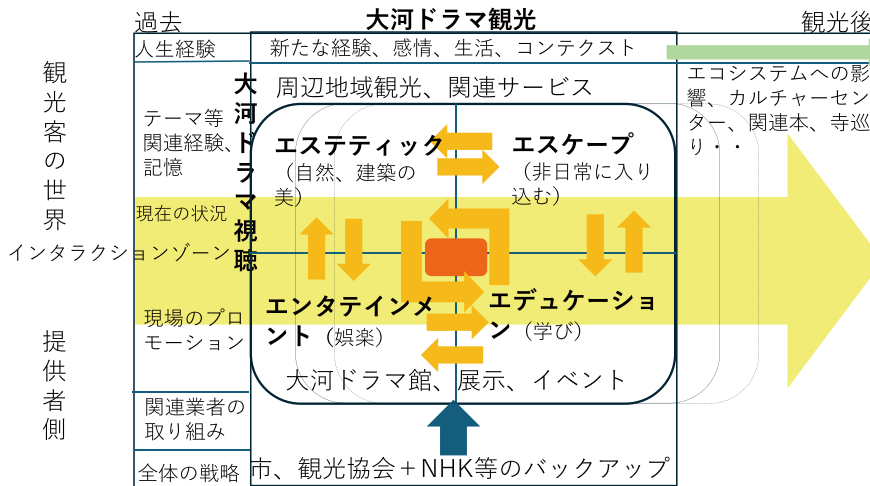 過去
大河ドラマ観光
観光後
人生経験
新たな経験、感情、生活、コンテクスト
観光客の世界
大河ドラマ視聴
周辺地域観光、関連サービス
エコシステムへの影
響、カルチャーセン
ター、関連本、寺巡
り・・
テーマ等
関連経験、
記憶
エステティック
（自然、建築の
美）
エスケープ
（非日常に入り
込む）
現在の状況
インタラクションゾーン
現場のプロ
モーション
エンタテインメ
ント（娯楽）
エデュケーショ
ン（学び）
提供者側
大河ドラマ館、展示、イベント
関連業者の
取り組み
全体の戦略
市、観光協会＋NHK等のバックアップ